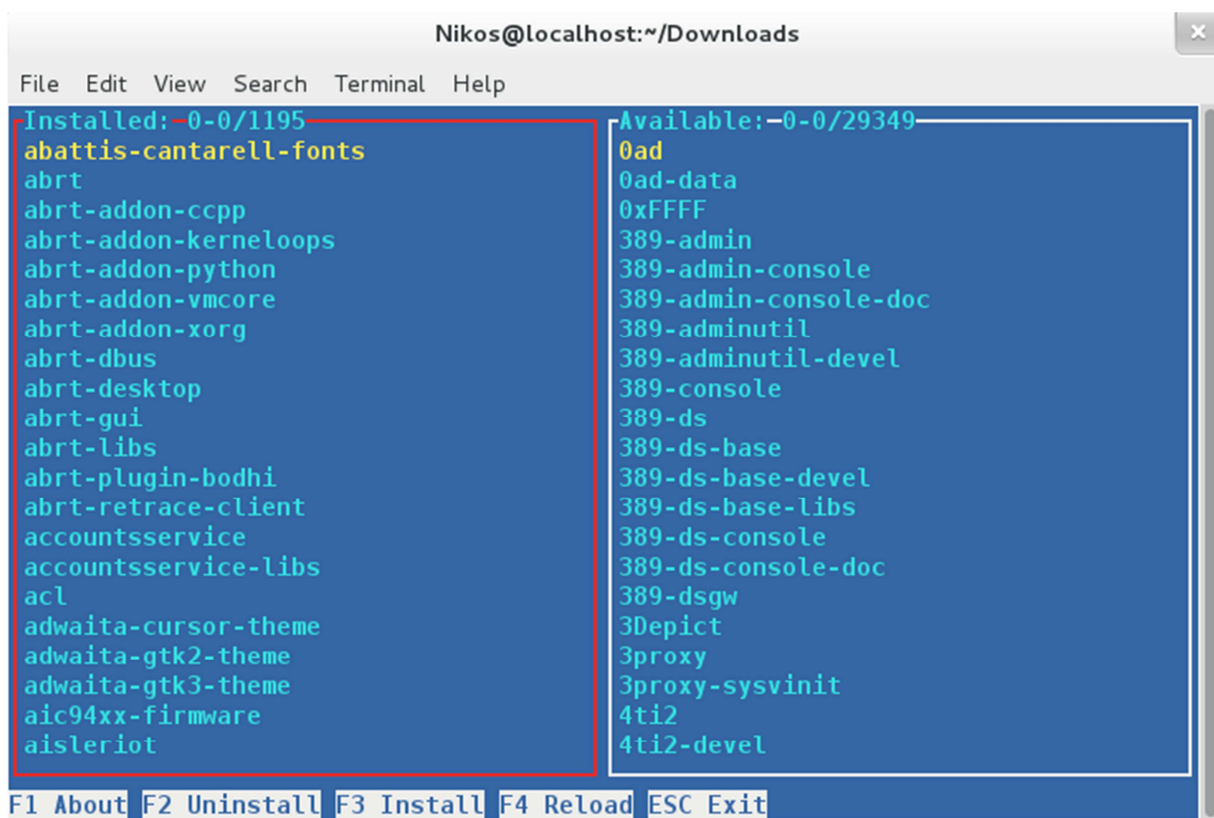 Nikos@localhost:~/Downloads
File Edit View Search Terminal Help
Installed: 0-0/1195
abattis-cantarell-fonts
abrt
abrt-addon-ccpp
abrt-addon-kerneloops
abrt-addon-python
abrt-addon-vmcore
abrt-addon-xorg
abrt-dbus
abrt-desktop
abrt-gui
abrt-libs
abrt-plugin-bodhi
abrt-retrace-client
accountsservice
accountsservice-libs
acl
adwaita-cursor-theme
adwaita-gtk2-theme
adwaita-gtk3-theme
aic94xx-firmware
aisleriot
Available: 0-0/29349
0ad
0ad-data
0xFFFF
389-admin
389-admin-console
389-admin-console-doc
389-adminutil
389-adminutil-devel
389-console
389-ds
389-ds-base
389-ds-base-devel
389-ds-base-libs
389-ds-console
389-ds-console-doc
389-dsgw
3Depict
3proxy
3proxy-sysvinit
4ti2
4ti2-devel
F1 About F2 Uninstall F3 Install F4 Reload ESC Exit